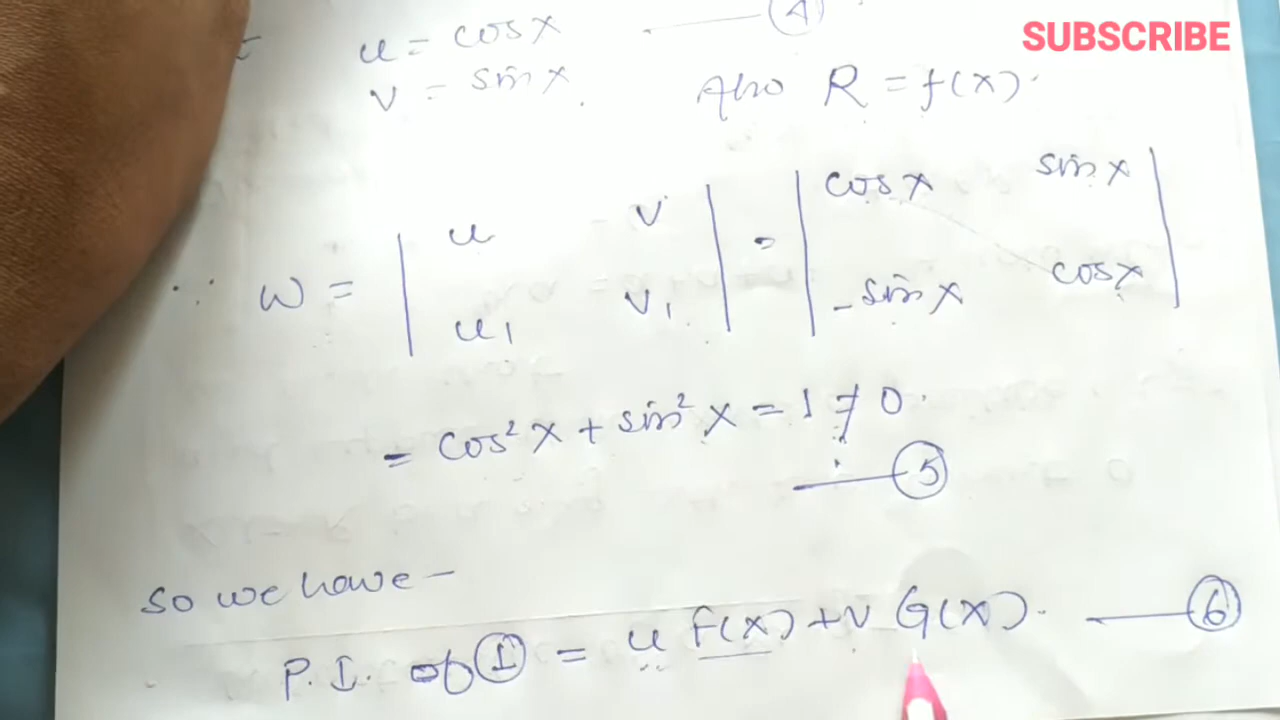 SUBSCRIBE
u = cos x —— (4)
v = sin x. Also R = f(x).
∵ W = | u v | = | cos x sin x |
| u₁ v₁ | | -sin x cos x |
= cos² x + sin² x = 1 ≠ 0.
—— (5)
So we have –
P.I. of (1) = u f(x) + v G(x). —— (6)